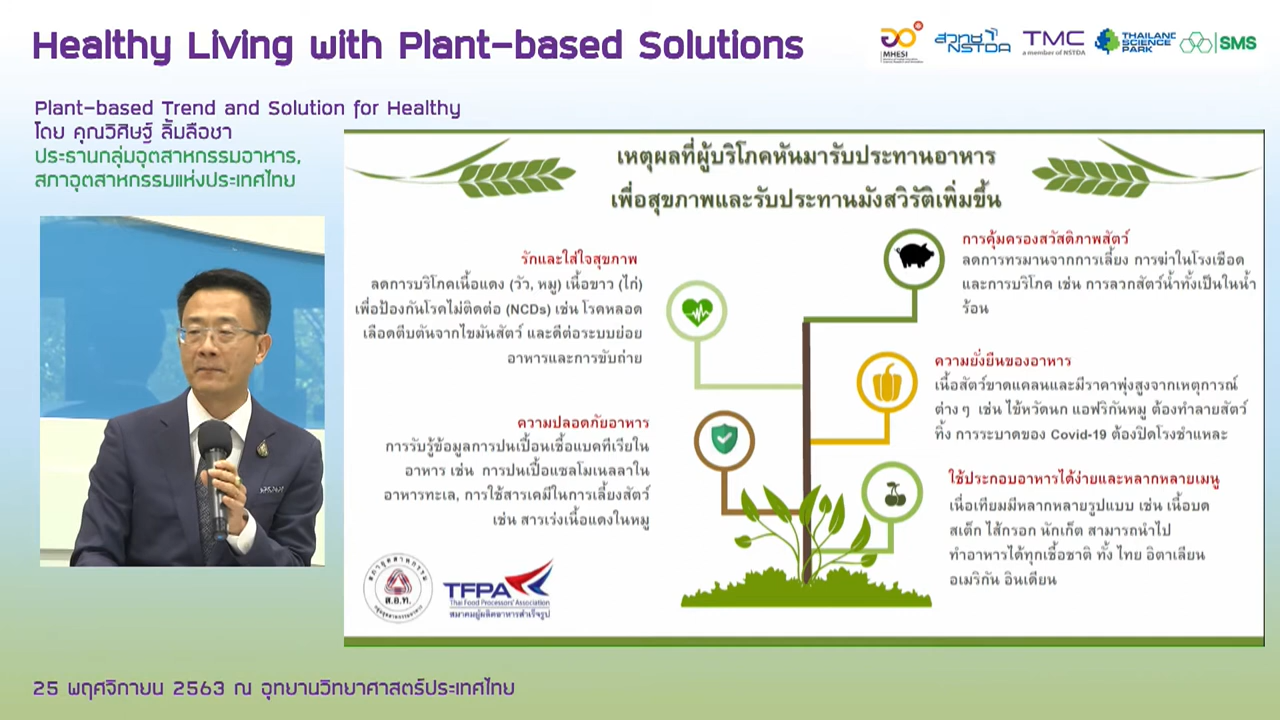 Healthy Living with Plant-based Solutions
MHESI
สวทช
NSTDA
TMC
a member of NSTDA
THAILAND
SCIENCE
PARK
SMS
Plant-based Trend and Solution for Healthy
โดย คุณวิศิษฐ์ ลิ้มลือชา
ประธานกลุ่มอุตสาหกรรมอาหาร,
สภาอุตสาหกรรมแห่งประเทศไทย
เหตุผลที่ผู้บริโภคหันมารับประทานอาหาร
เพื่อสุขภาพและรับประทานมังสวิรัติเพิ่มขึ้น
รักและใส่ใจสุขภาพ
ลดการบริโภคเนื้อแดง (วัว, หมู) เนื้อขาว (ไก่)
เพื่อป้องกันโรคไม่ติดต่อ (NCDs) เช่น โรคหลอด
เลือดตีบตันจากไขมันสัตว์ และดีต่อระบบย่อย
อาหารและการขับถ่าย
ความปลอดภัยอาหาร
การรับรู้ข้อมูลการปนเปื้อนเชื้อแบคทีเรียใน
อาหาร เช่น การปนเปื้อแซลโมเนลลาใน
อาหารทะเล, การใช้สารเคมีในการเลี้ยงสัตว์
เช่น สารเร่งเนื้อแดงในหมู
การคุ้มครองสวัสดิภาพสัตว์
ลดการทรมานจากการเลี้ยง การฆ่าในโรงเชือด
และการบริโภค เช่น การลวกสัตว์น้ำทั้งเป็นในน้ำ
ร้อน
ความยั่งยืนของอาหาร
เนื้อสัตว์ขาดแคลนและมีราคาพุ่งสูงจากเหตุการณ์
ต่างๆ เช่น ไข้หวัดนก แอฟริกันหมู ต้องทำลายสัตว์
ทิ้ง การระบาดของ Covid-19 ต้องปิดโรงชำแหละ
ใช้ประกอบอาหารได้ง่ายและหลากหลายเมนู
เนื้อเทียมมีหลากหลายรูปแบบ เช่น เนื้อบด
สเต็ก ไส้กรอก นักเก็ต สามารถนำไป
ทำอาหารได้ทุกเชื้อชาติ ทั้ง ไทย อิตาเลียน
อเมริกัน อินเดียน
ส.อ.ท.
TFPA
Thai Food Processors' Association
สมาคมผู้ผลิตอาหารสำเร็จรูป
25 พฤศจิกายน 2563 ณ อุทยานวิทยาศาสตร์ประเทศไทย